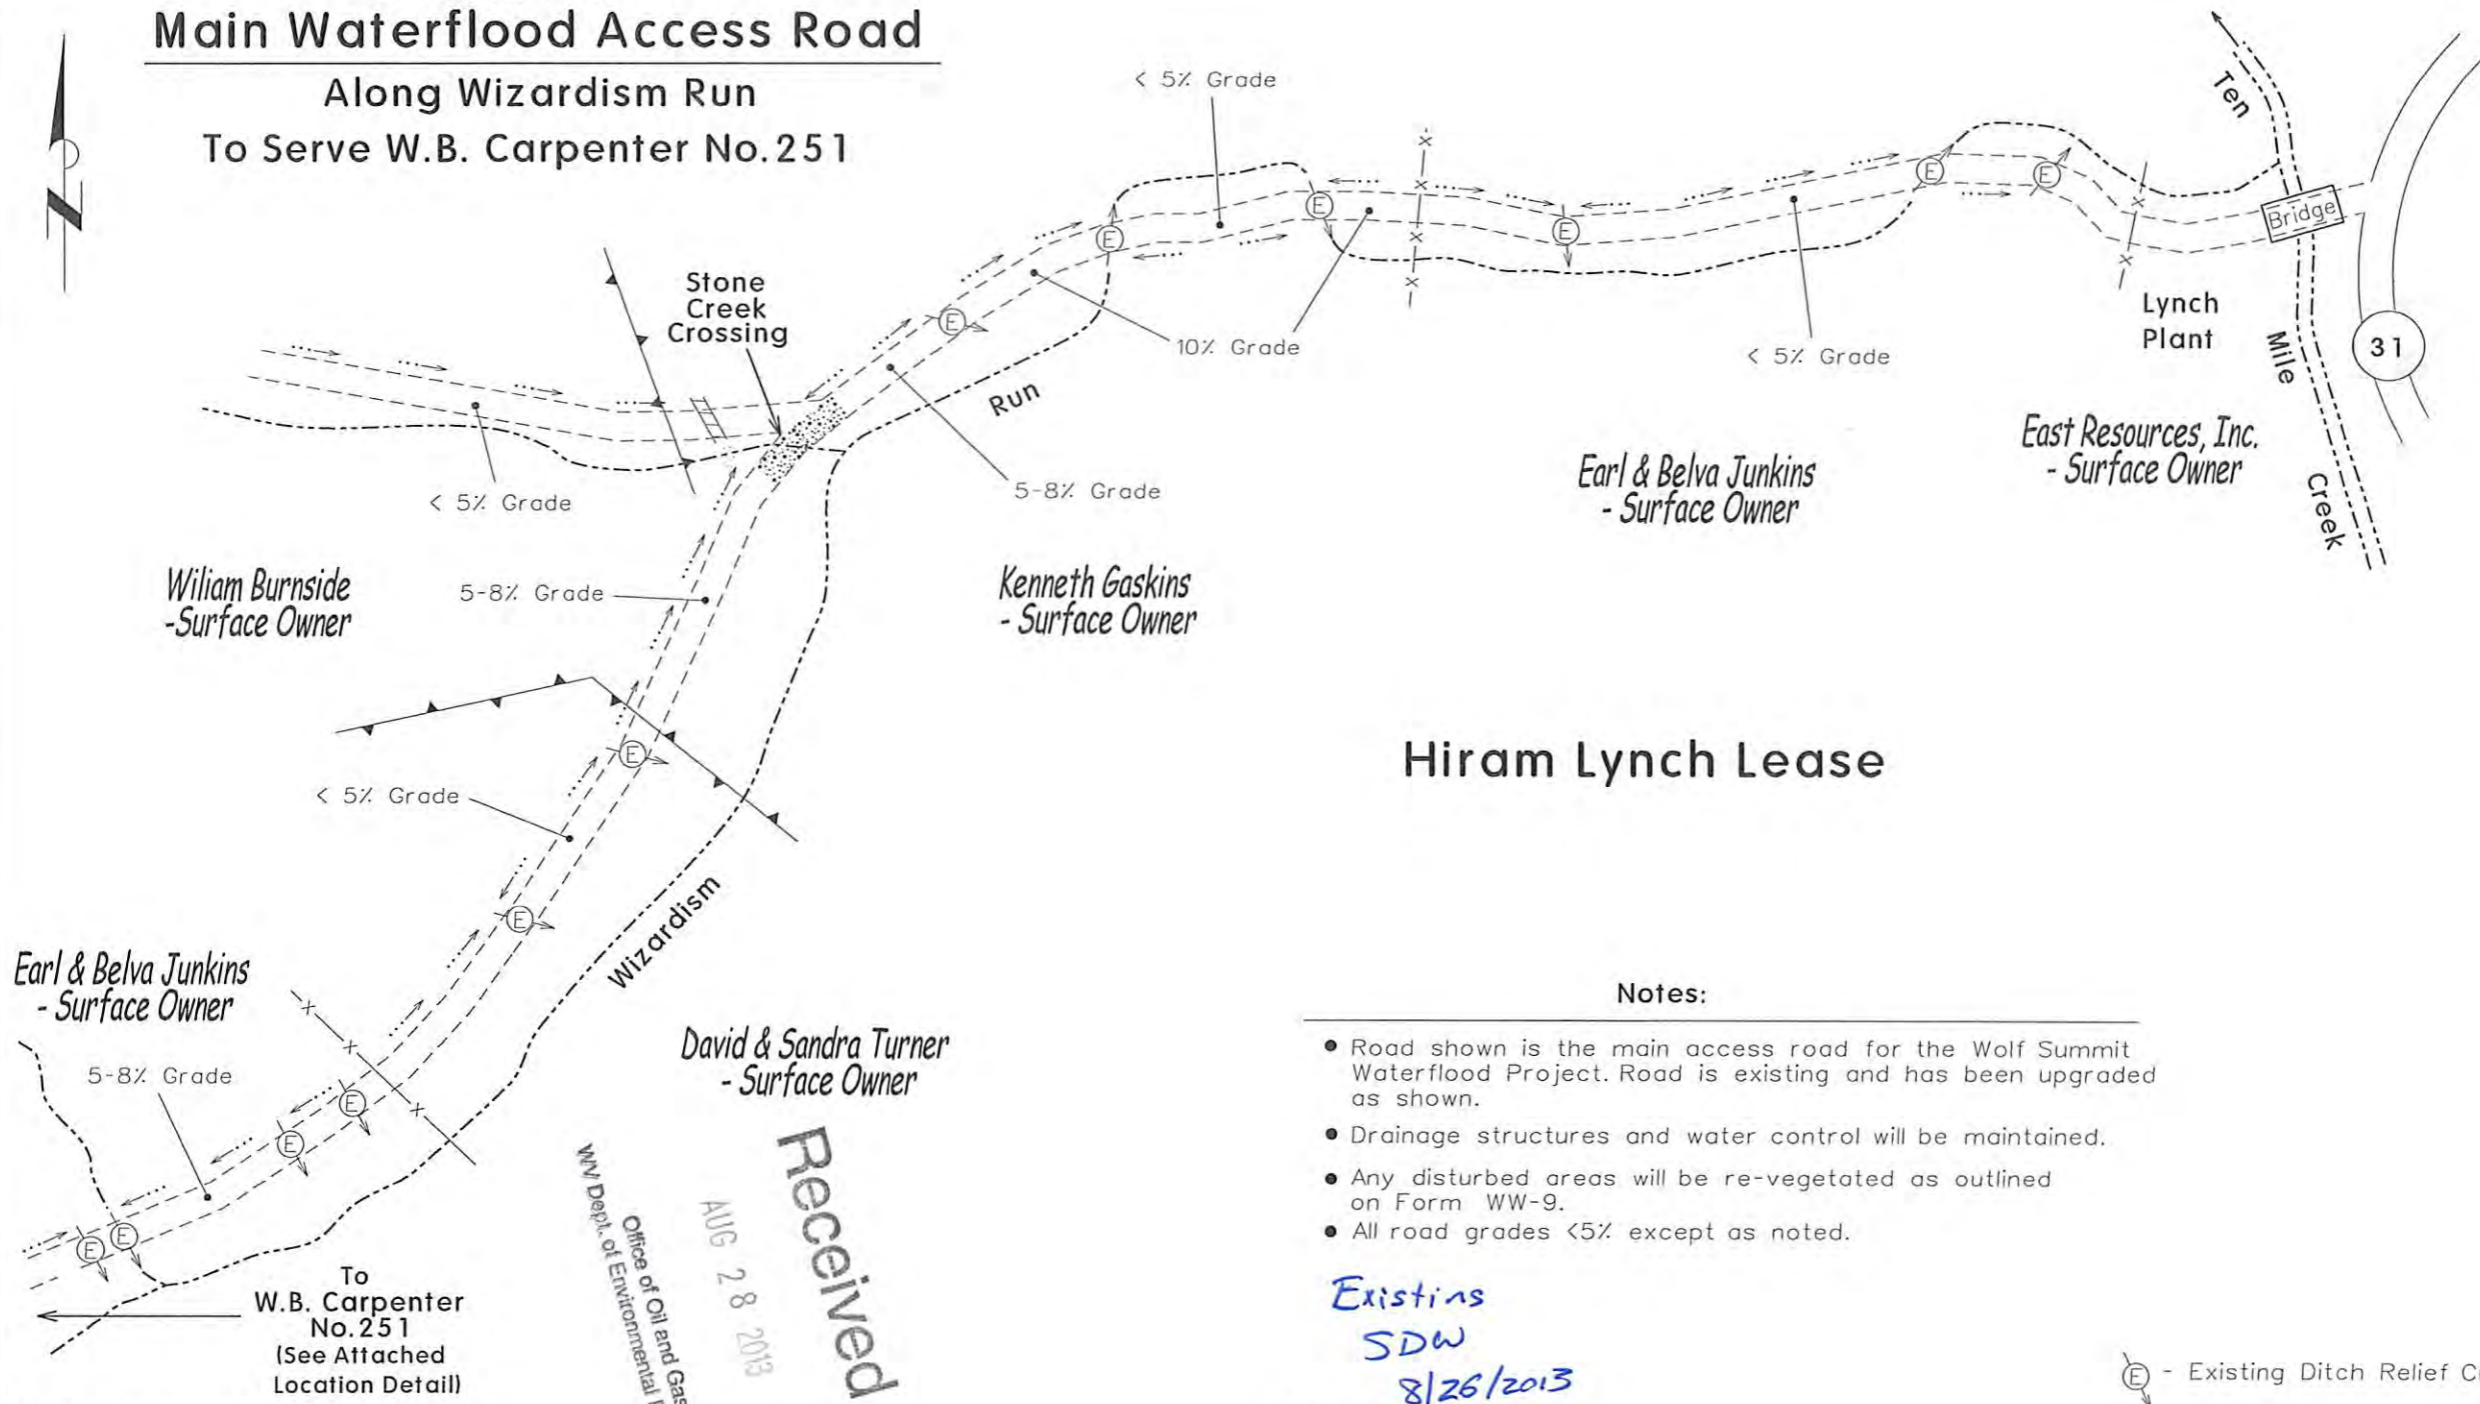 Main Waterflood Access Road
Along Wizardism Run
To Serve W.B. Carpenter No.251
N
< 5% Grade
Ten
Bridge
E
E
E
E
E
E
E
Stone
Creek
Crossing
10% Grade
< 5% Grade
Lynch
Plant
Mile
31
Run
< 5% Grade
5-8% Grade
Earl & Belva Junkins
- Surface Owner
East Resources, Inc.
- Surface Owner
Creek
Wiliam Burnside
-Surface Owner
5-8% Grade
Kenneth Gaskins
- Surface Owner
E
< 5% Grade
Hiram Lynch Lease
E
Wizardism
Earl & Belva Junkins
- Surface Owner
5-8% Grade
E
E
E
E
David & Sandra Turner
- Surface Owner
To
W.B. Carpenter
No.251
(See Attached
Location Detail)
Received
AUG 28 2013
Office of Oil and Gas
WV Dept. of Environmental
Notes:
● Road shown is the main access road for the Wolf Summit
Waterflood Project. Road is existing and has been upgraded
as shown.
● Drainage structures and water control will be maintained.
● Any disturbed areas will be re-vegetated as outlined
on Form WW-9.
● All road grades <5% except as noted.
Existing
SDW
8/26/2013
E - Existing Ditch Relief